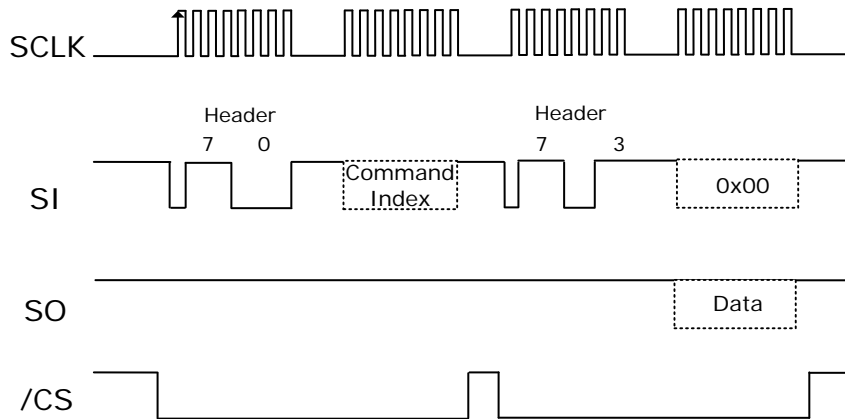 SCLK
Header Header
7 0 7 3
SI
Command
Index
0x00
SO
Data
/CS